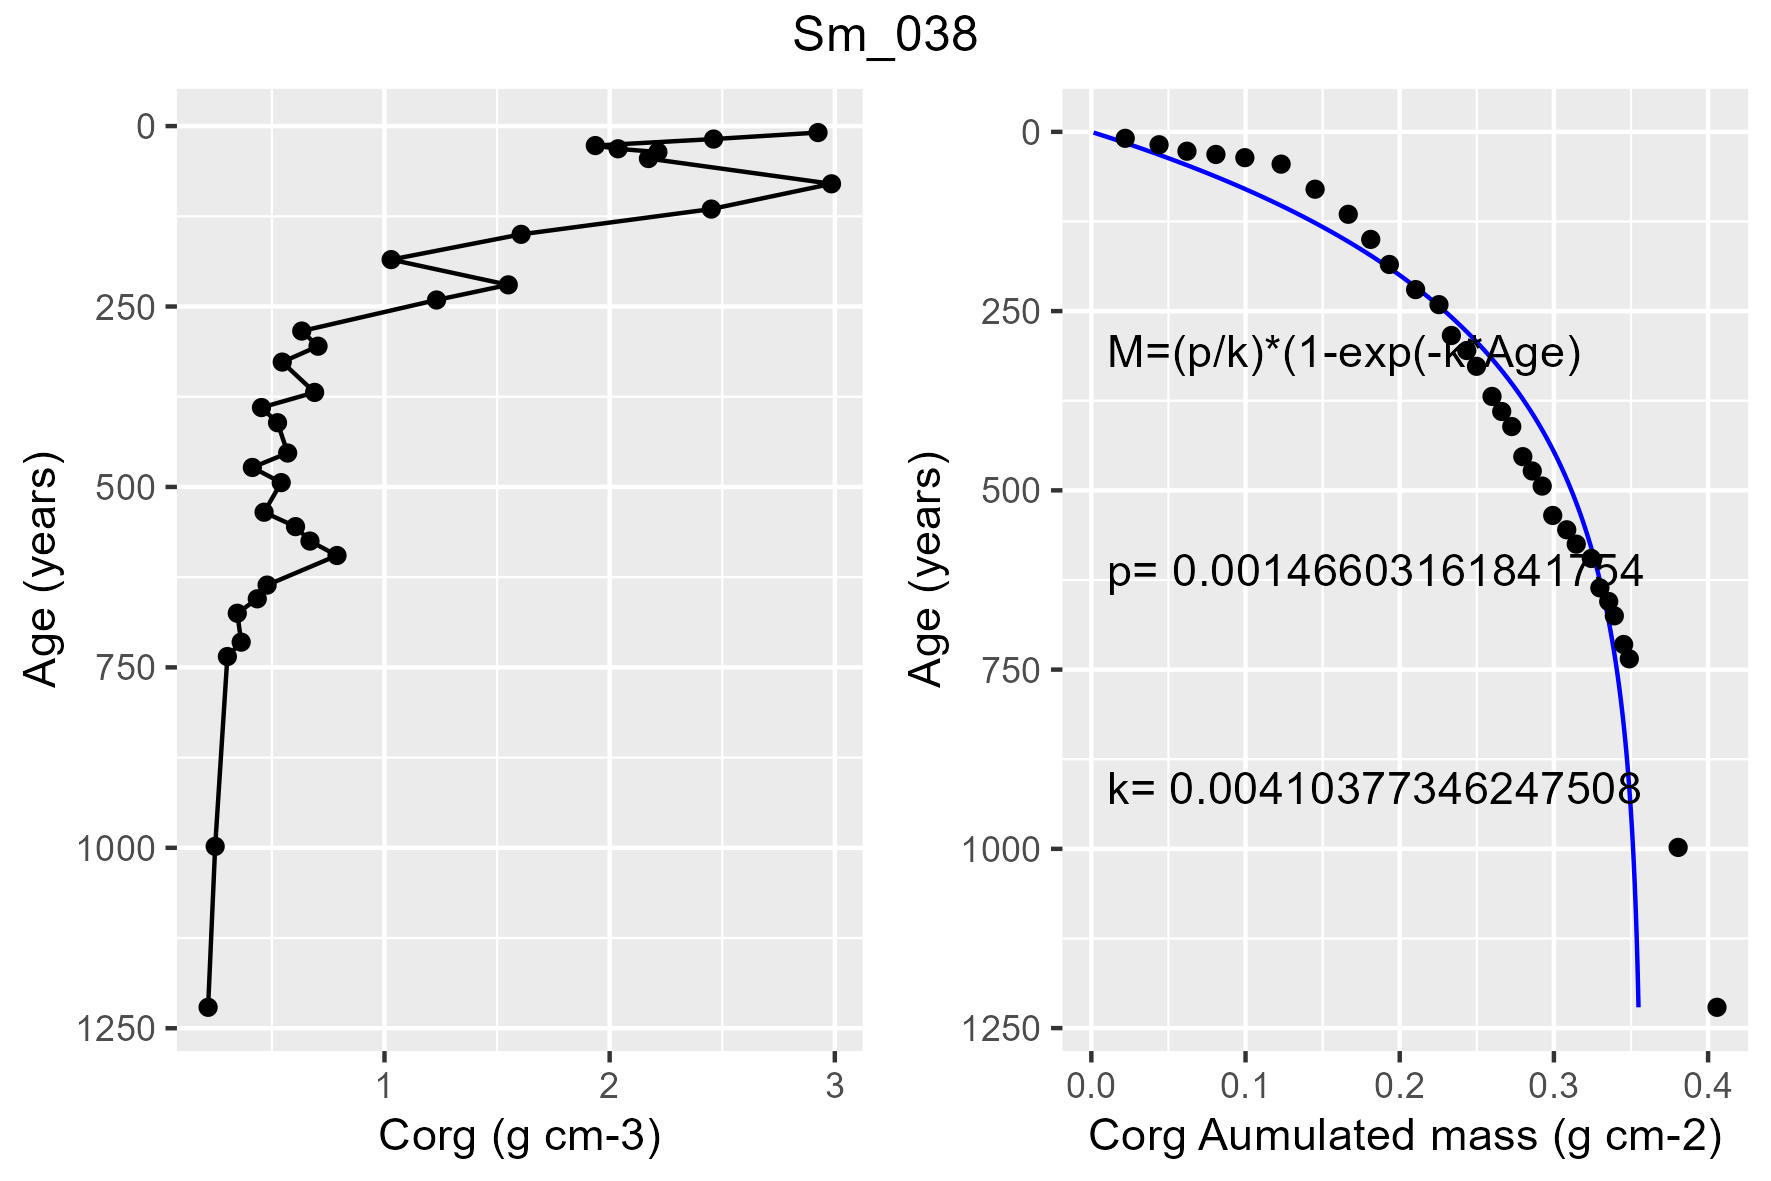 Sm_038
0
250
500
750
1000
1250
Age (years)
1
2
3
Corg (g cm-3)
0
250
500
750
1000
1250
Age (years)
M=(p/k)*(1-exp(-k*Age)
p= 0.00146603161841754
k= 0.00410377346247508
0.0
0.1
0.2
0.3
0.4
Corg Aumulated mass (g cm-2)